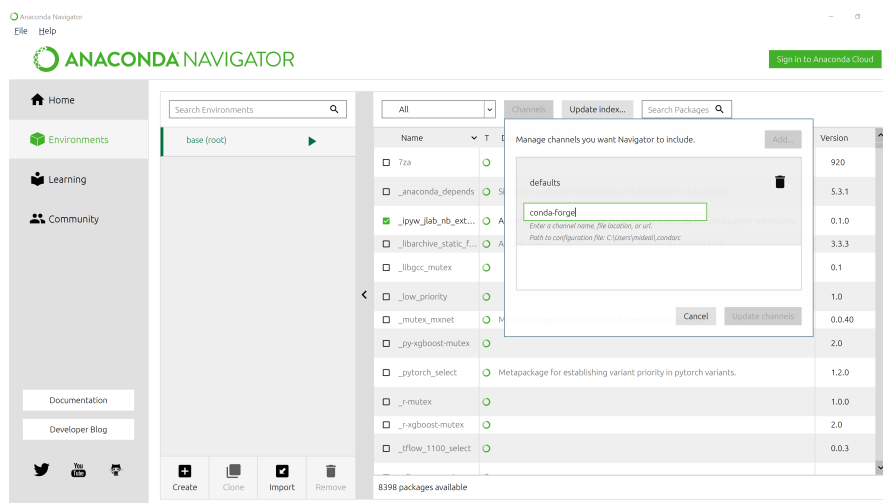 Anaconda Navigator
File Help
ANACONDA NAVIGATOR
Sign in to Anaconda Cloud
Home
Environments
Learning
Community
Documentation
Developer Blog
You
Tube
Search Environments
base (root)
Create
Clone
Import
Remove
All
Channels
Update index...
Search Packages
Name
T
Version
7za
920
_anaconda_depends
5.3.1
_ipyw_jlab_nb_ext...
0.1.0
_libarchive_static_f...
3.3.3
_libgcc_mutex
0.1
_low_priority
1.0
_mutex_mxnet
0.0.40
_py-xgboost-mutex
2.0
_pytorch_select
Metapackage for establishing variant priority in pytorch variants.
1.2.0
_r-mutex
1.0.0
_r-xgboost-mutex
2.0
_tflow_1100_select
0.0.3
8398 packages available
Manage channels you want Navigator to include.
Add...
defaults
conda-forge
Enter a channel name, file location, or url.
Path to configuration file: C:\Users\mideal\.condarc
Cancel
Update channels